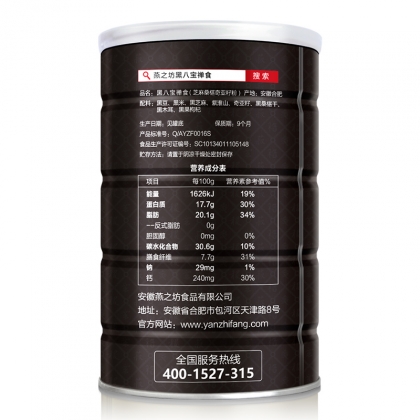 燕之坊黑八宝禅食 搜索
品名:黑八宝禅食(芝麻桑椹奇亚籽粉) 产地:安徽合肥
配料:黑豆、黑米、黑芝麻、紫淮山、奇亚籽、黑桑椹干、
黑木耳、黑果枸杞
生产日期:见罐底 保质期:9个月
产品标准号:Q/AYZF0016S
食品生产许可证编号:SC10134011105148
贮存方法:请置于阴凉干燥处密封保存
营养成分表
项目 每100g 营养素参考值%
能量 1626kJ 19%
蛋白质 17.7g 30%
脂肪 20.1g 34%
---反式脂肪 0g
胆固醇 0mg 0%
碳水化合物 30.6g 10%
膳食纤维 7.7g 31%
钠 29mg 1%
钙 240mg 30%
安徽燕之坊食品有限公司
地址:安徽省合肥市包河区天津路8号
官方网站:www.yanzhifang.com
全国服务热线
400-1527-315